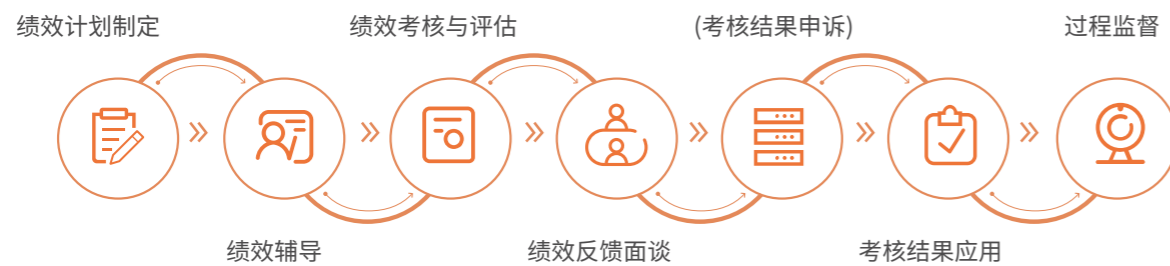 绩效计划制定
绩效考核与评估
(考核结果申诉)
过程监督
绩效辅导
绩效反馈面谈
考核结果应用